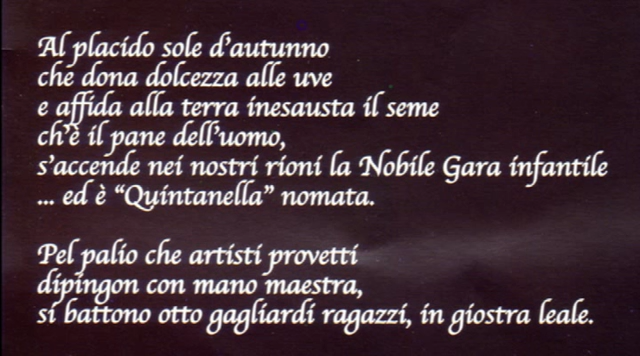 Al placido sole d'autunno
che dona dolcezza alle uve
e affida alla terra inesausta il seme
ch'è il pane dell'uomo,
s'accende nei nostri rioni la Nobile Gara infantile
... ed è “Quintanella” nomata.
Pel palio che artisti provetti
dipingon con mano maestra,
si battono otto gagliardi ragazzi, in giostra leale.